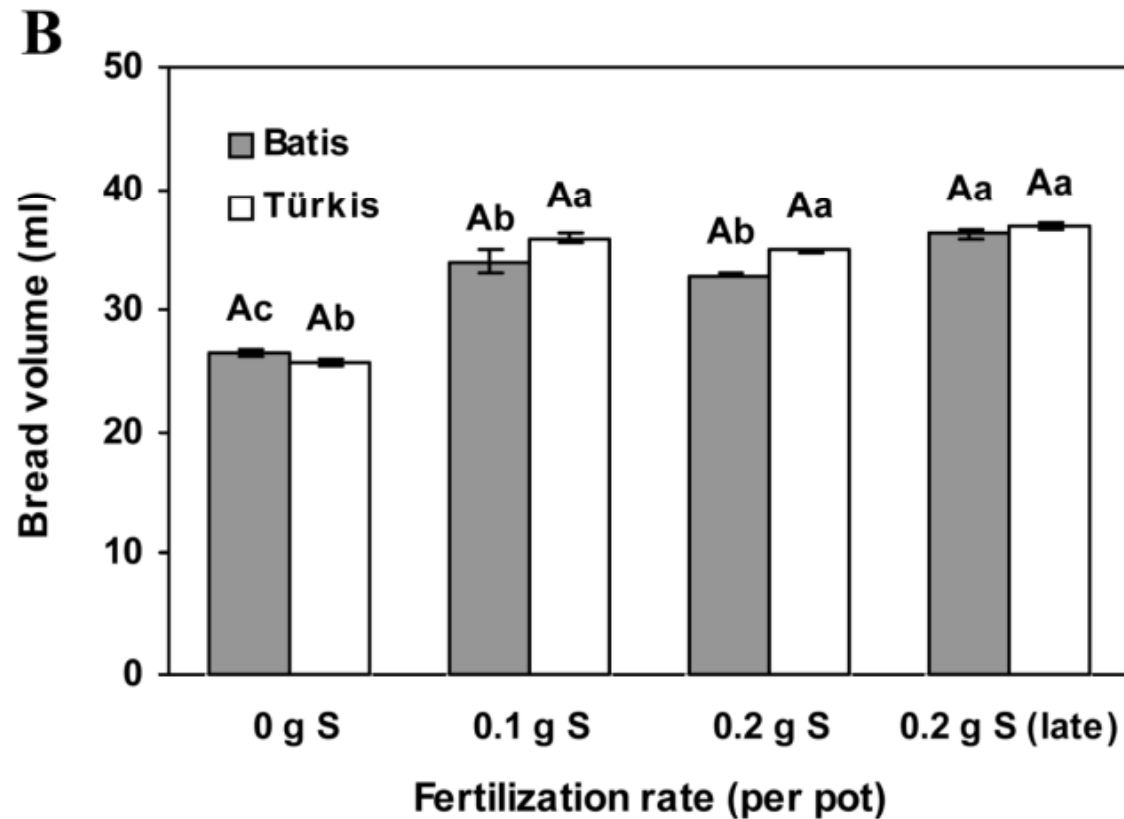 B
50
40
30
20
10
0
Bread volume (ml)
Batis
Türkis
Ac Ab Ab Aa Ab Aa Aa Aa
0 g S 0.1 g S 0.2 g S 0.2 g S (late)
Fertilization rate (per pot)